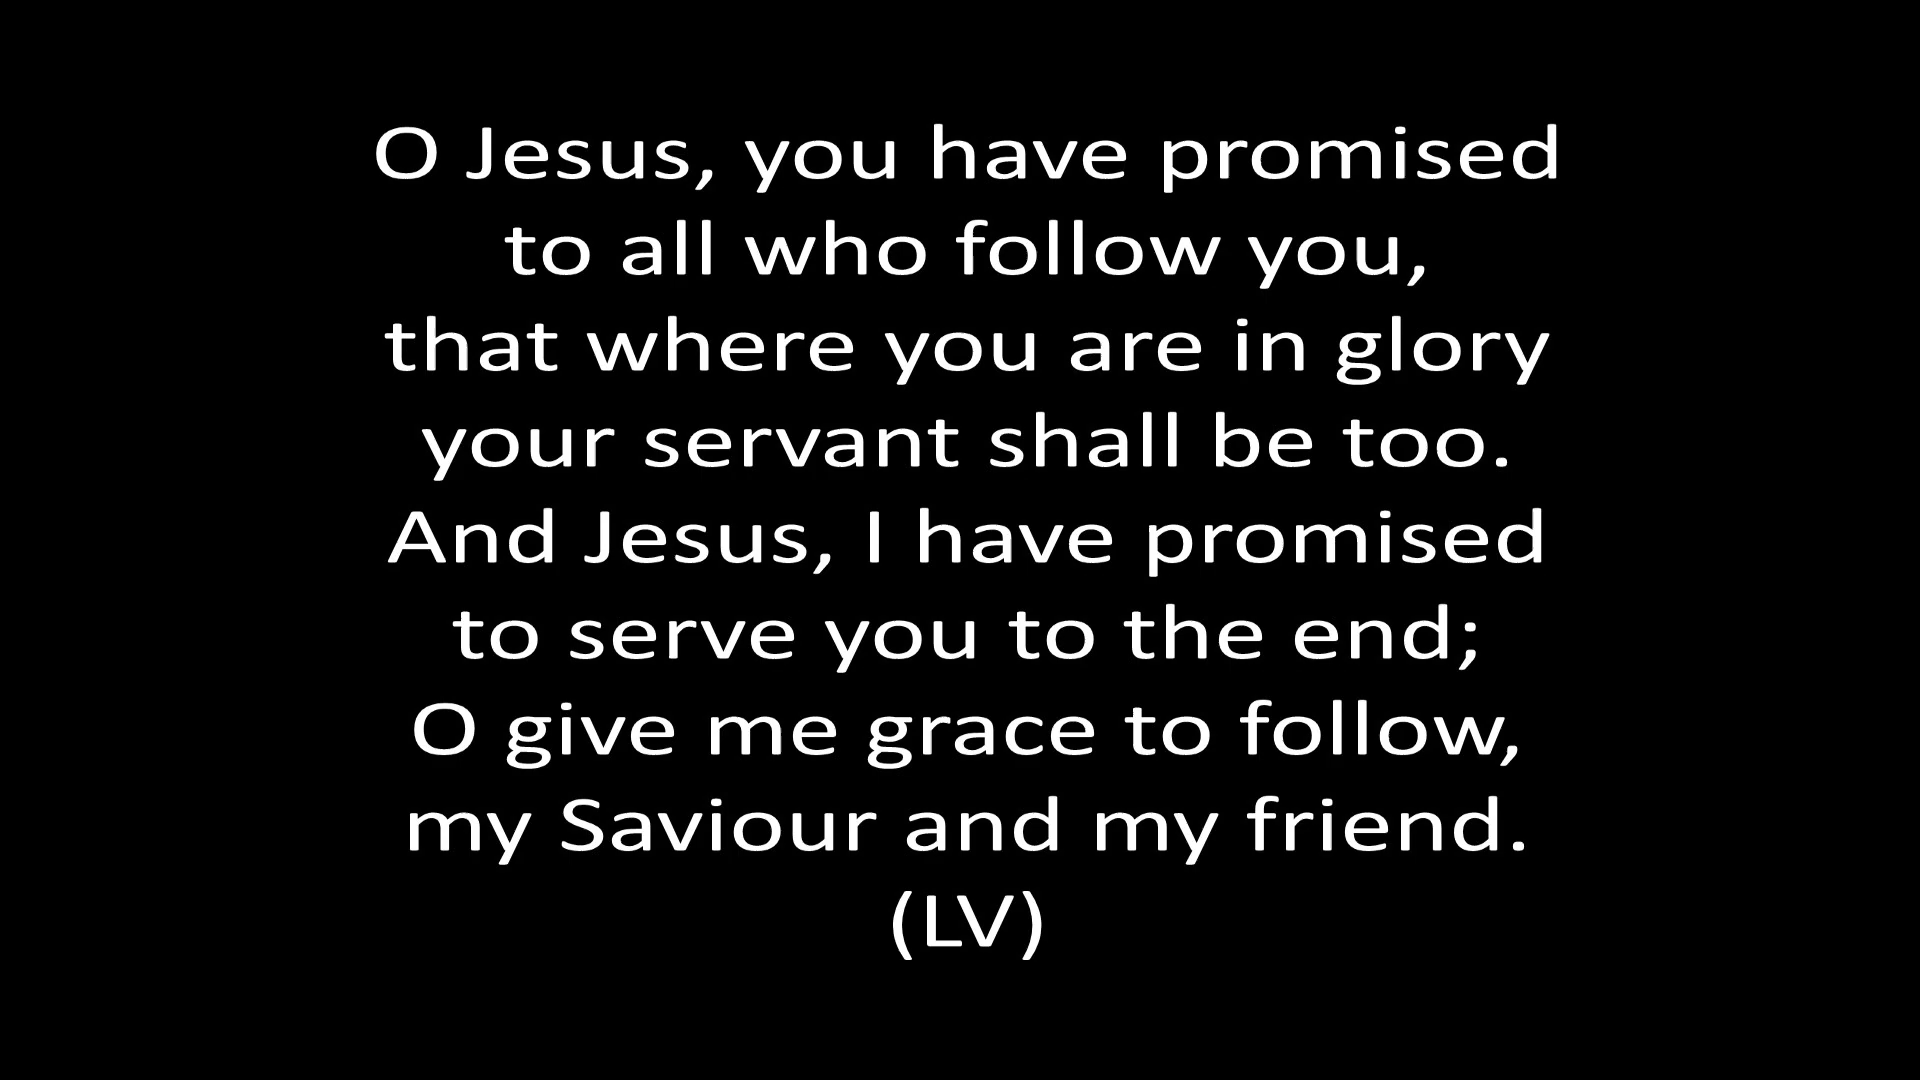 O Jesus, you have promised
to all who follow you,
that where you are in glory
your servant shall be too.
And Jesus, I have promised
to serve you to the end;
O give me grace to follow,
my Saviour and my friend.
(LV)